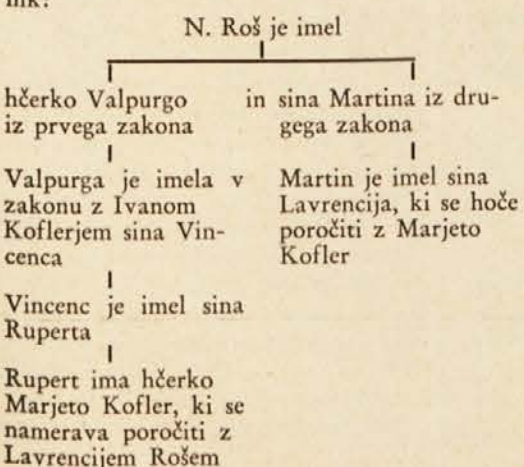 nik:
N. Roš je imel
hčerko Valpurgo
iz prvega zakona
in sina Martina iz dru-
gega zakona
Valpurga je imela v
zakonu z Ivanom
Koflerjem sina Vin-
cenca
Martin je imel sina
Lavrencija, ki se hoče
poročiti z Marjeto
Kofler
Vincenc je imel sina
Ruperta
Rupert ima hčerko
Marjeto Kofler, ki se
namerava poročiti z
Lavrencijem Rošem